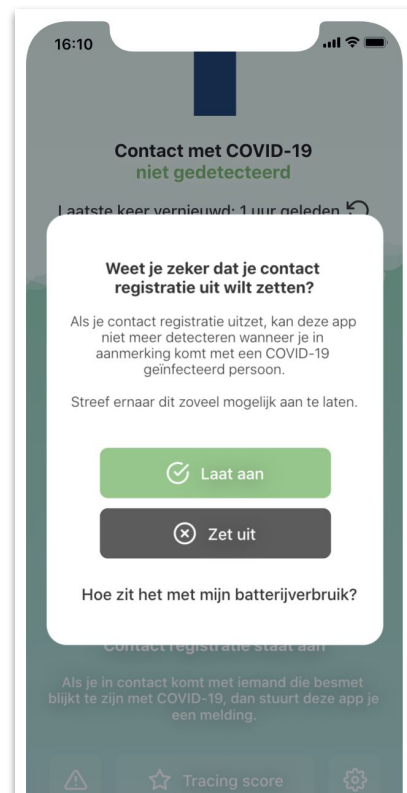 16:10
Contact met COVID-19
niet gedetecteerd
Laatste keer vernieuwd: 1 uur geleden
Weet je zeker dat je contact
registratie uit wilt zetten?
Als je contact registratie uitzet, kan deze app
niet meer detecteren wanneer je in
aanmerking komt met een COVID-19
geïnfecteerd persoon.
Streef ernaar dit zoveel mogelijk aan te laten.
Laat aan
Zet uit
Hoe zit het met mijn batterijverbruik?
Contact registratie staat aan
Als je in contact komt met iemand die besmet
blijkt te zijn met COVID-19, dan stuurt deze app je
een melding.
Tracing score